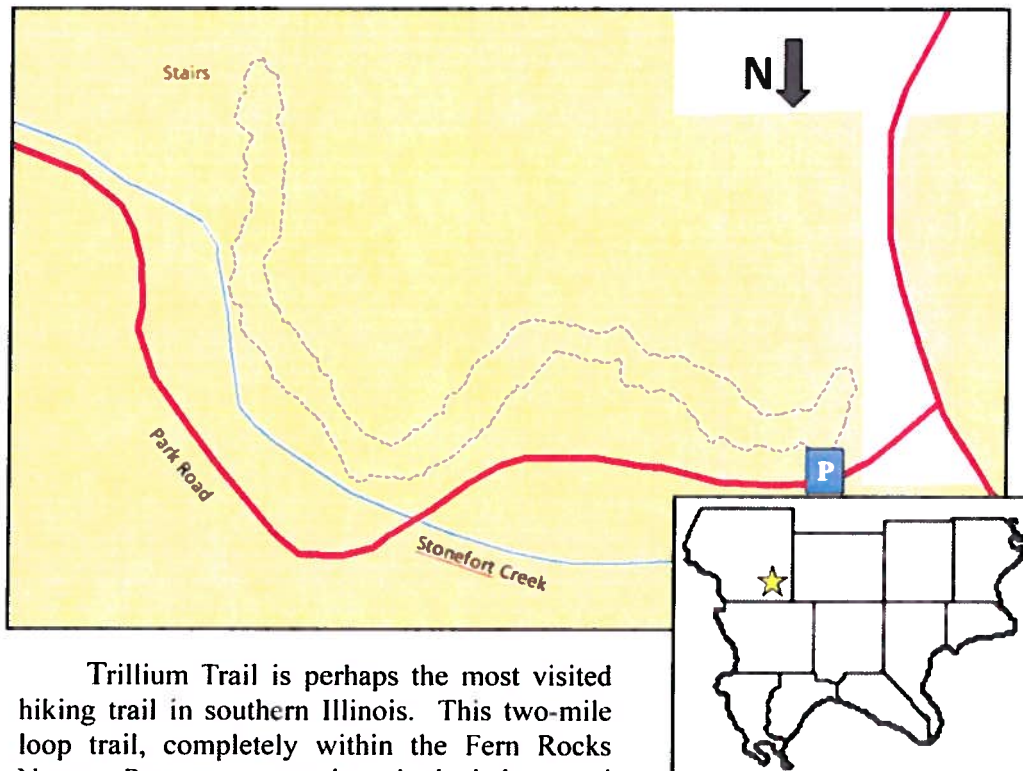 Stairs
N
Park Road
P
Stonefort Creek
Trillium Trail is perhaps the most visited
hiking trail in southern Illinois. This two-mile
loop trail, completely within the Fern Rocks